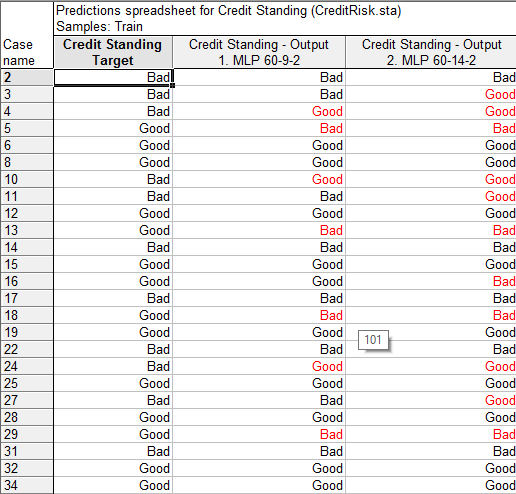 Predictions spreadsheet for Credit Standing (CreditRisk.sta)
Samples: Train
Case name Credit Standing Target Credit Standing - Output 1. MLP 60-9-2 Credit Standing - Output 2. MLP 60-14-2
2 Bad Bad Bad
3 Bad Bad Good
4 Bad Good Good
5 Good Bad Bad
6 Good Good Good
8 Good Good Good
10 Bad Good Good
11 Bad Bad Good
12 Good Good Good
13 Good Bad Bad
14 Bad Bad Bad
15 Good Good Good
16 Good Good Bad
17 Bad Bad Bad
18 Good Bad Bad
19 Good Good Good
101
22 Bad Bad Bad
24 Bad Good Good
25 Good Good Good
27 Bad Bad Good
28 Good Good Good
29 Good Bad Bad
31 Bad Bad Bad
32 Good Good Good
34 Good Good Good